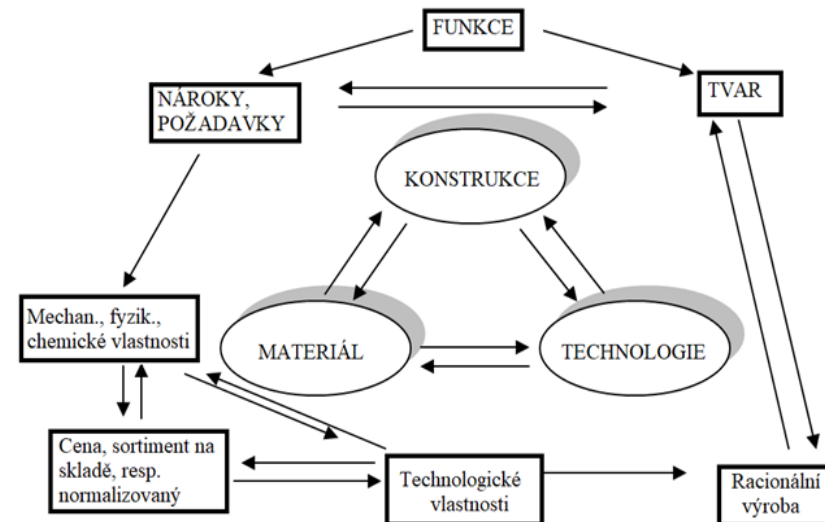 FUNKCE
NÁROKY,
POŽADAVKY
TVAR
KONSTRUKCE
Mechan., fyzik.,
chemické vlastnosti
MATERIÁL
TECHNOLOGIE
Cena, sortiment na
skladě, resp.
normalizovaný
Technologické
vlastnosti
Racionální
výroba